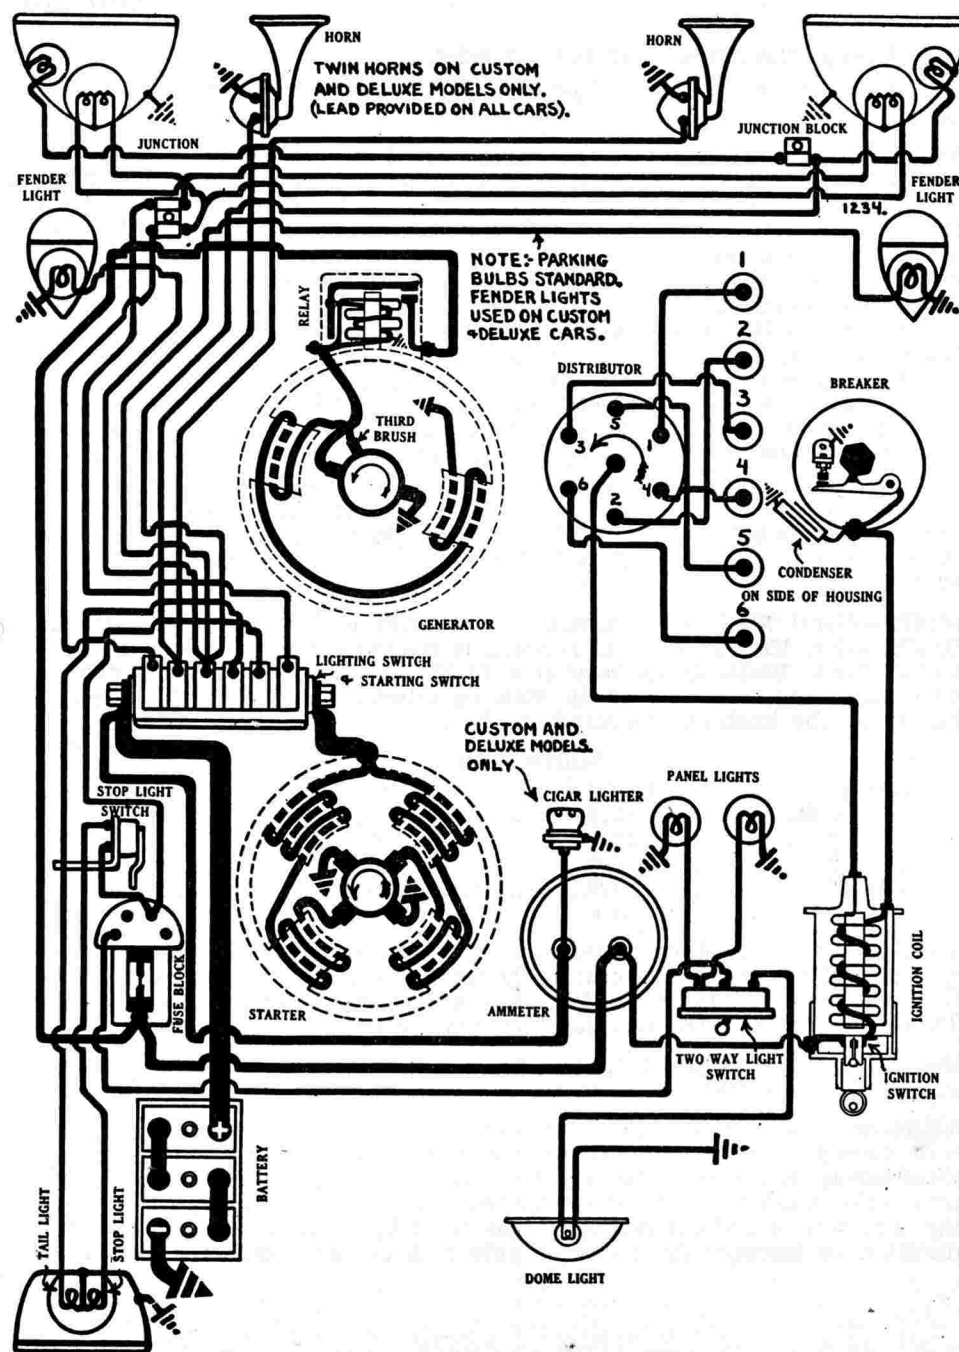 HORN
HORN
TWIN HORNS ON CUSTOM
AND DELUXE MODELS ONLY.
(LEAD PROVIDED ON ALL CARS).
JUNCTION
JUNCTION BLOCK
FENDER
LIGHT
FENDER
LIGHT
1234.
NOTE:- PARKING
BULBS STANDARD.
FENDER LIGHTS
USED ON CUSTOM
& DELUXE CARS.
RELAY
THIRD
BRUSH
GENERATOR
DISTRIBUTOR
1
2
3
4
5
6
5
3
1
6
4
2
BREAKER
CONDENSER
ON SIDE OF HOUSING
LIGHTING SWITCH
& STARTING SWITCH
CUSTOM AND
DELUXE MODELS.
ONLY
CIGAR LIGHTER
PANEL LIGHTS
STOP LIGHT
SWITCH
FUSE BLOCK
STARTER
AMMETER
TWO WAY LIGHT
SWITCH
IGNITION COIL
IGNITION
SWITCH
BATTERY
TAIL LIGHT
STOP LIGHT
DOME LIGHT